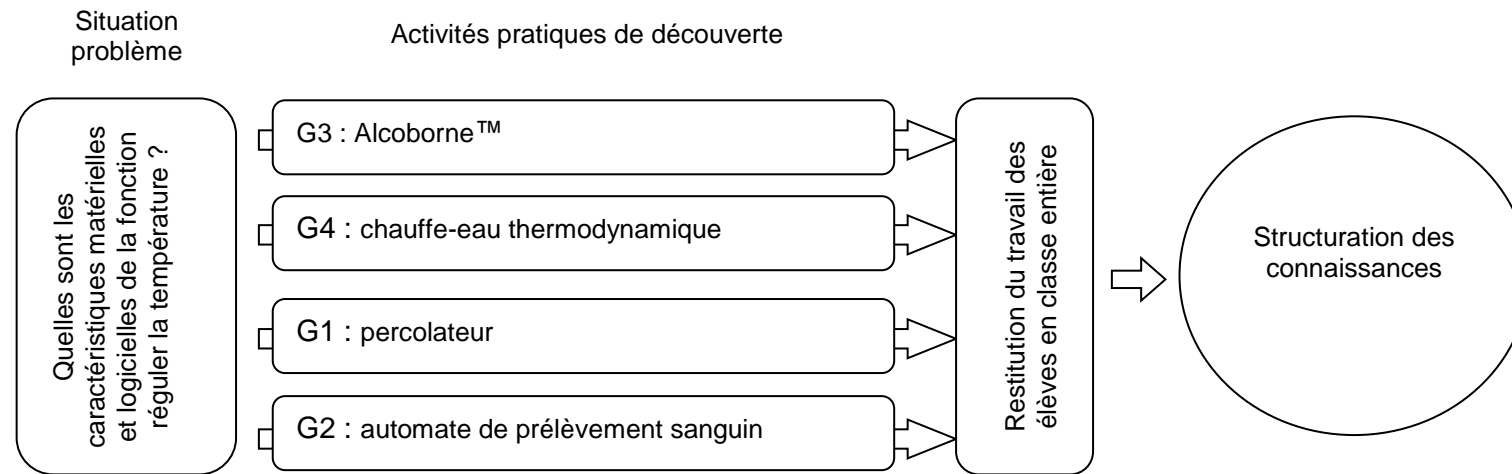 Situation
problème
Activités pratiques de découverte
Quelles sont les
caractéristiques matérielles
et logicielles de la fonction
réguler la température ?
G3 : Alcoborne™
G4 : chauffe-eau thermodynamique
G1 : percolateur
G2 : automate de prélèvement sanguin
Restitution du travail des
élèves en classe entière
Structuration des
connaissances